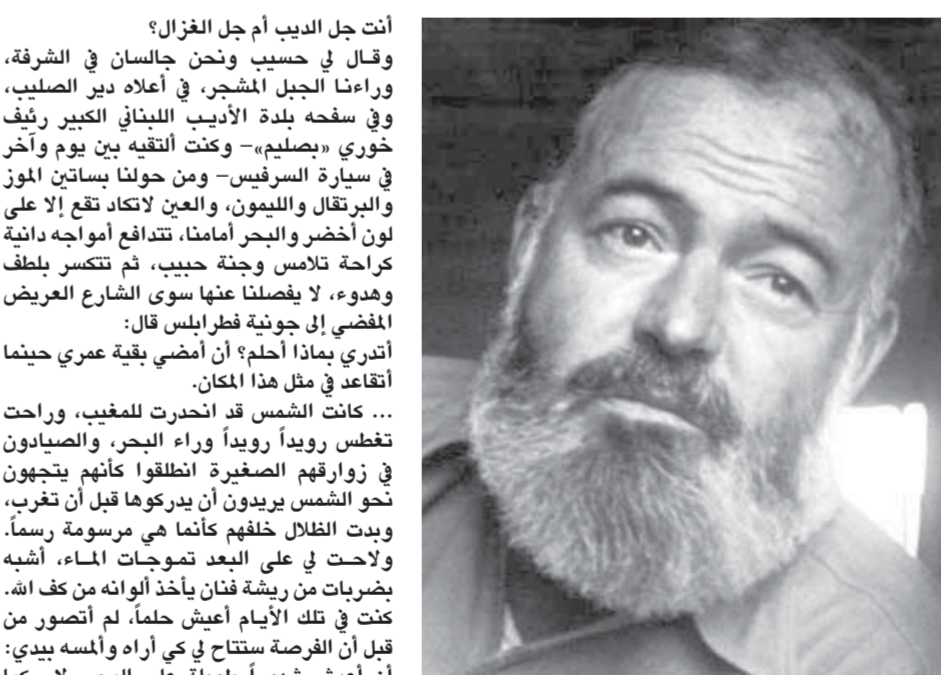 أنت جل الديب أم جل الغزال؟
وقـال لي حسيب ونحن جالسان في الشرفة،
وراءنـا الجبل المشجر، في أعلاه دير الصليب،
وفي سفحه بلدة الأديـب اللبناني الكبير رئيف
خوري «بصليم»– وكنت ألتقيه بين يوم وآخر
في سيارة السرفيس– ومن حولنا بساتين الموز
والبرتقال والليمون، والعين لاتكاد تقع إلا على
لون أخضر والبحر أمامنا، تتدافع أمواجه دانية
كراحة تلامس وجنة حبيب، ثم تتكسر بلطف
وهدوء، لا يفصلنا عنها سوى الشارع العريض
المفضي إلى جونية فطرابلس قال:
أتدري بماذا أحلم؟ أن أمضي بقية عمري حينما
أتقاعد في مثل هذا المكان.
... كانت الشمس قد انحدرت للمغيب، وراحت
تغطس رويداً رويداً وراء البحر، والصيادون
في زوارقهم الصغيرة انطلقوا كأنهم يتجهون
نحو الشمس يريدون أن يدركوها قبل أن تغرب،
وبدت الظلال خلفهم كأنما هي مرسومة رسماً.
ولاحـت لي على البعد تمـوجـات المـاء، أشبه
بضربات من ريشة فنان يأخذ ألوانه من كف الله.
كنت في تلك الأيـام أعيش حلماً، لم أتصور من
قبل أن الفرصة ستتاح لي كي أراه وألمسه بيدي: